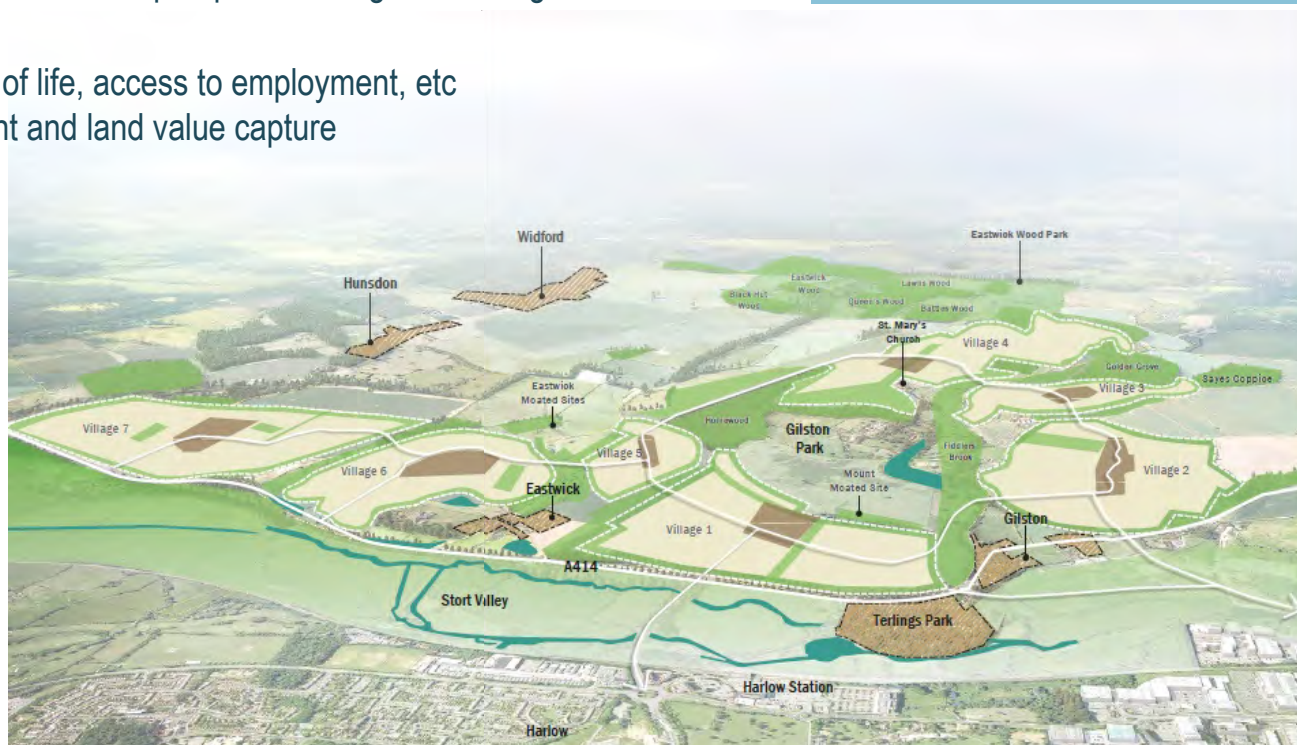 of life, access to employment, etc
nt and land value capture
Widford
Eastwick Wood Park
Hunsdon
Eastwick
Wood
Lawns Wood
Black Hut
Wood
Queen's Wood
Battles Wood
St. Mary's
Church
Village 4
Golden Grove
Sayes Coppice
Village 3
Eastwick
Moated Sites
Village 7
Homewood
Gilston
Park
Fiddlers
Brook
Village 5
Village 6
Mount
Moated Site
Village 2
Eastwick
Gilston
Village 1
A414
Stort Valley
Terlings Park
Harlow Station
Harlow